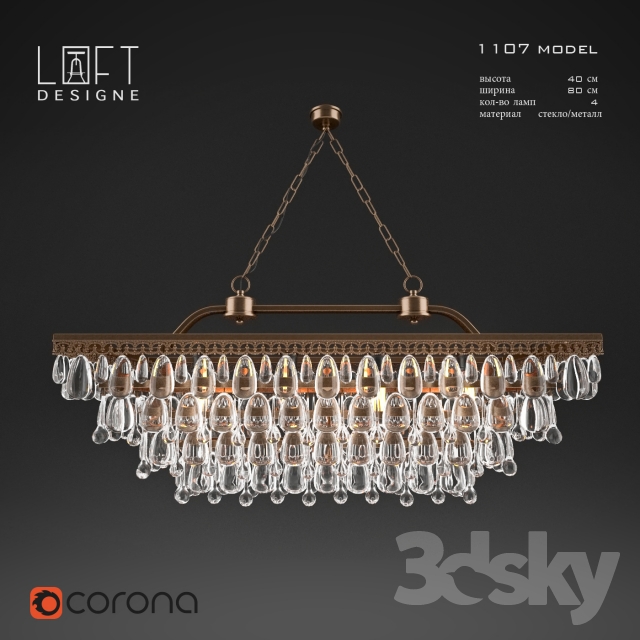 LOFT
DESIGNE
1107 MODEL
высота 40 см
ширина 80 см
кол-во ламп 4
материал стекло/металл
corona
3dsky